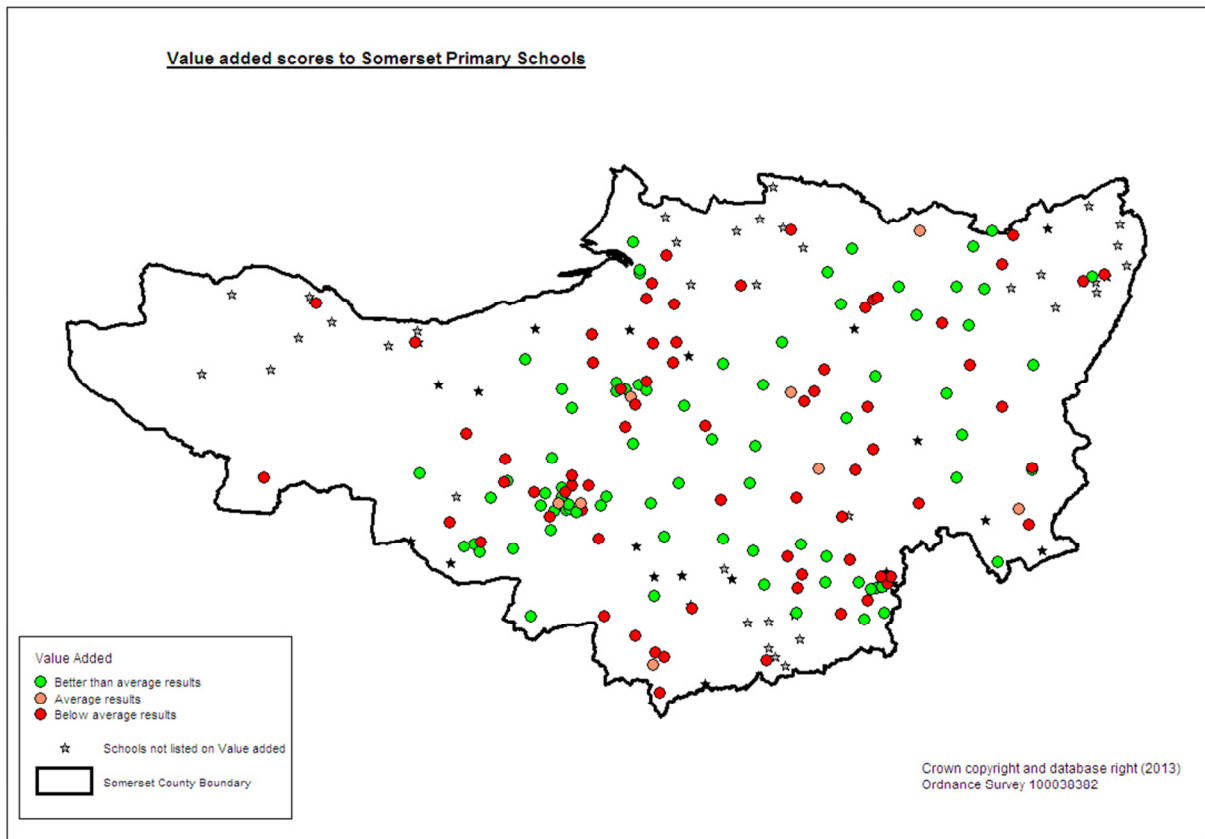 Value added scores to Somerset Primary Schools
Value Added
Better than average results
Average results
Below average results
Schools not listed on Value added
Somerset County Boundary
Crown copyright and database right (2013)
Ordnance Survey 100038382